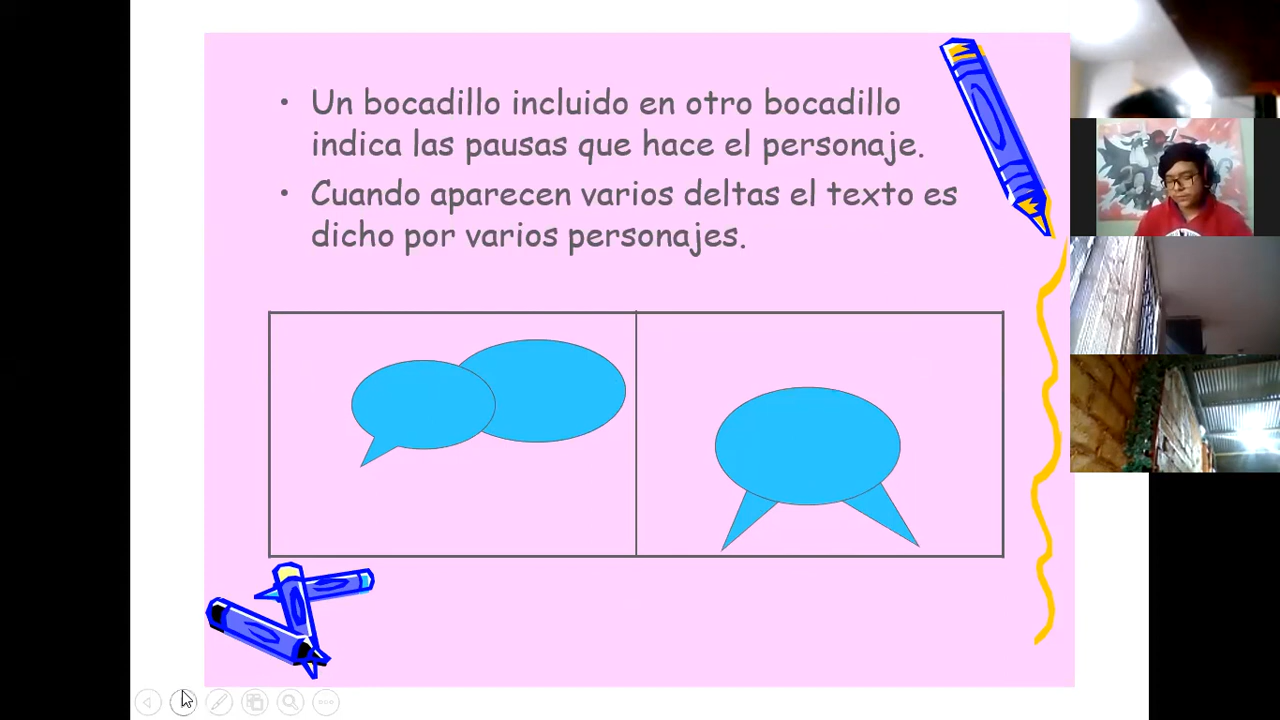 • Un bocadillo incluido en otro bocadillo
indica las pausas que hace el personaje.
• Cuando aparecen varios deltas el texto es
dicho por varios personajes.